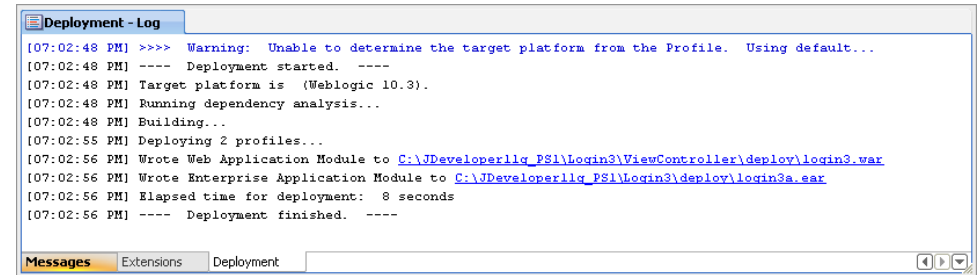 Deployment - Log
[07:02:48 PM] >>>>  Warning:  Unable to determine the target platform from the Profile.  Using default...
[07:02:48 PM] ----  Deployment started.  ----
[07:02:48 PM] Target platform is  (Weblogic 10.3).
[07:02:48 PM] Running dependency analysis...
[07:02:48 PM] Building...
[07:02:55 PM] Deploying 2 profiles...
[07:02:56 PM] Wrote Web Application Module to C:\JDeveloper11g_PS1\Login3\ViewController\deploy\login3.war
[07:02:56 PM] Wrote Enterprise Application Module to C:\JDeveloper11g_PS1\Login3\deploy\login3a.ear
[07:02:56 PM] Elapsed time for deployment:  8 seconds
[07:02:56 PM] ----  Deployment finished.  ----
Messages Extensions Deployment